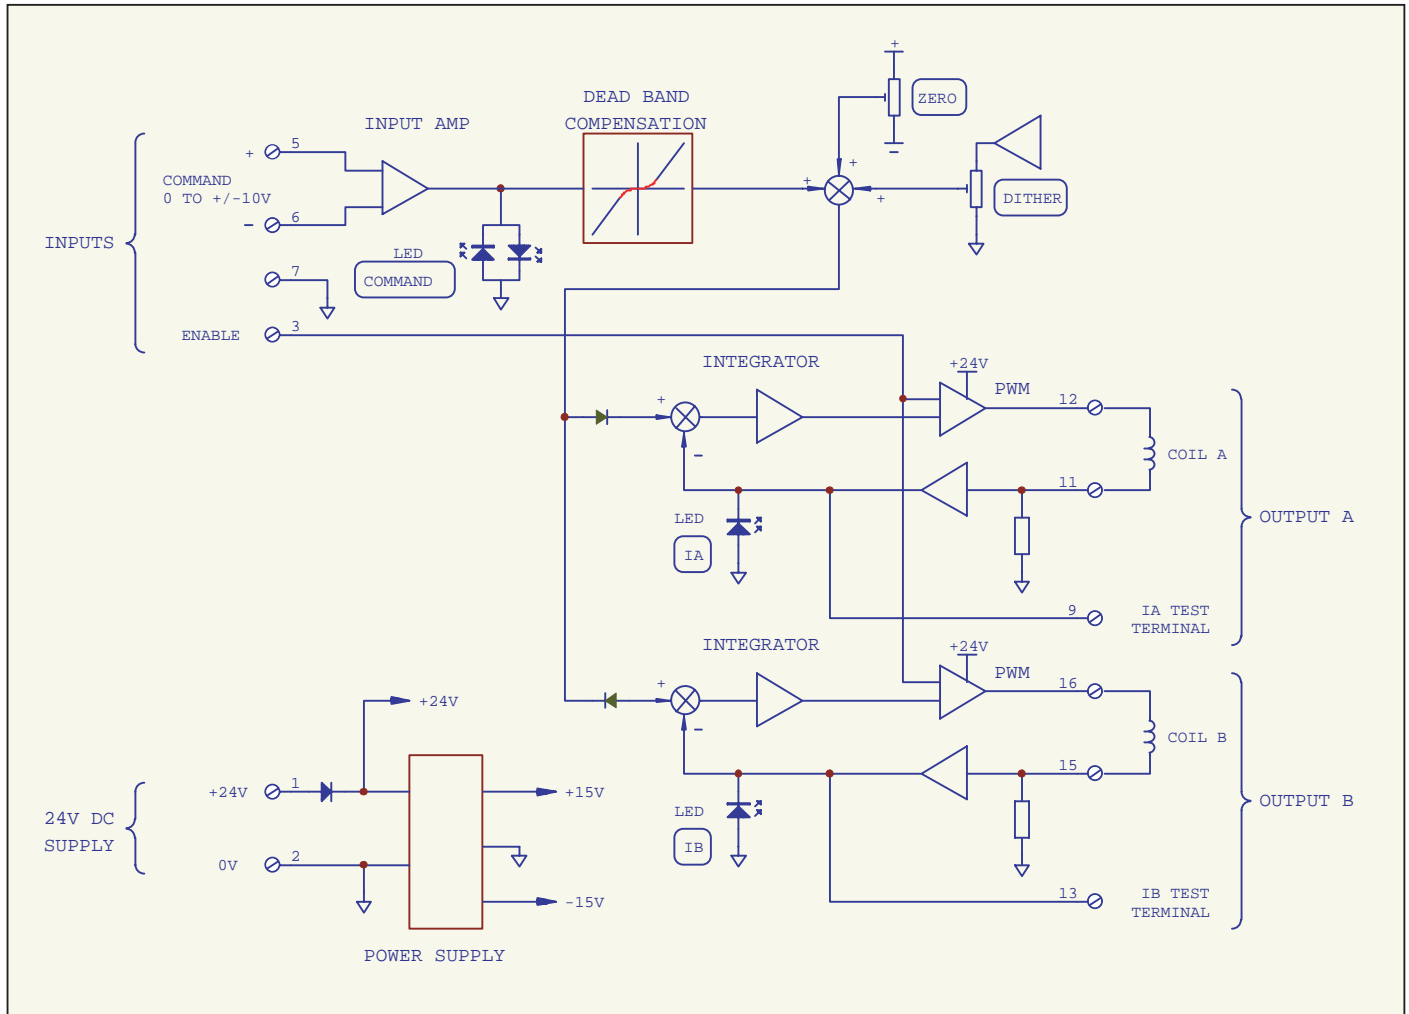 DEAD BAND
COMPENSATION
INPUT AMP
+
ZERO
-
+
5
COMMAND
0 TO +/-10V
-
6
+
+
+
DITHER
INPUTS
LED
COMMAND
7
ENABLE
3
INTEGRATOR
+24V
PWM
+
12
COIL A
-
11
LED
IA
OUTPUT A
9
IA TEST
TERMINAL
INTEGRATOR
+24V
PWM
+
16
COIL B
-
15
LED
IB
OUTPUT B
13
IB TEST
TERMINAL
+24V
24V DC
SUPPLY
+24V
1
0V
2
+15V
-15V
POWER SUPPLY